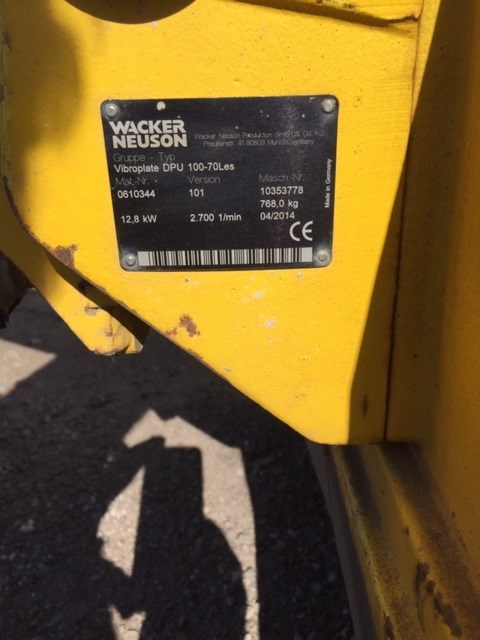 WACKER
NEUSON
Wacker Neuson Produktion GmbH & Co. KG
Preußenstr. 41 80809 Munich/Germany
Gruppe - Typ
Vibroplate DPU 100-70Les
Mat.-Nr. Version Masch.-Nr.
0610344 101 10353778
768,0 kg
12,8 kW 2.700 1/min 04/2014
CE
Made in Germany